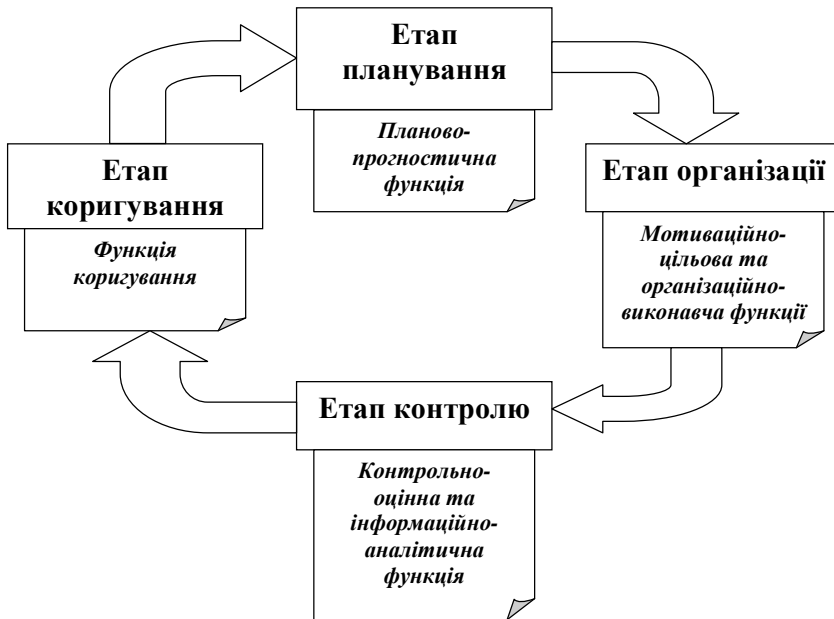 Етап
планування
Планово-
прогностична
функція
Етап організації
Мотиваційно-
цільова та
організаційно-
виконавча функції
Етап контролю
Контрольно-
оцінна та
інформаційно-
аналітична
функція
Етап
коригування
Функція
коригування